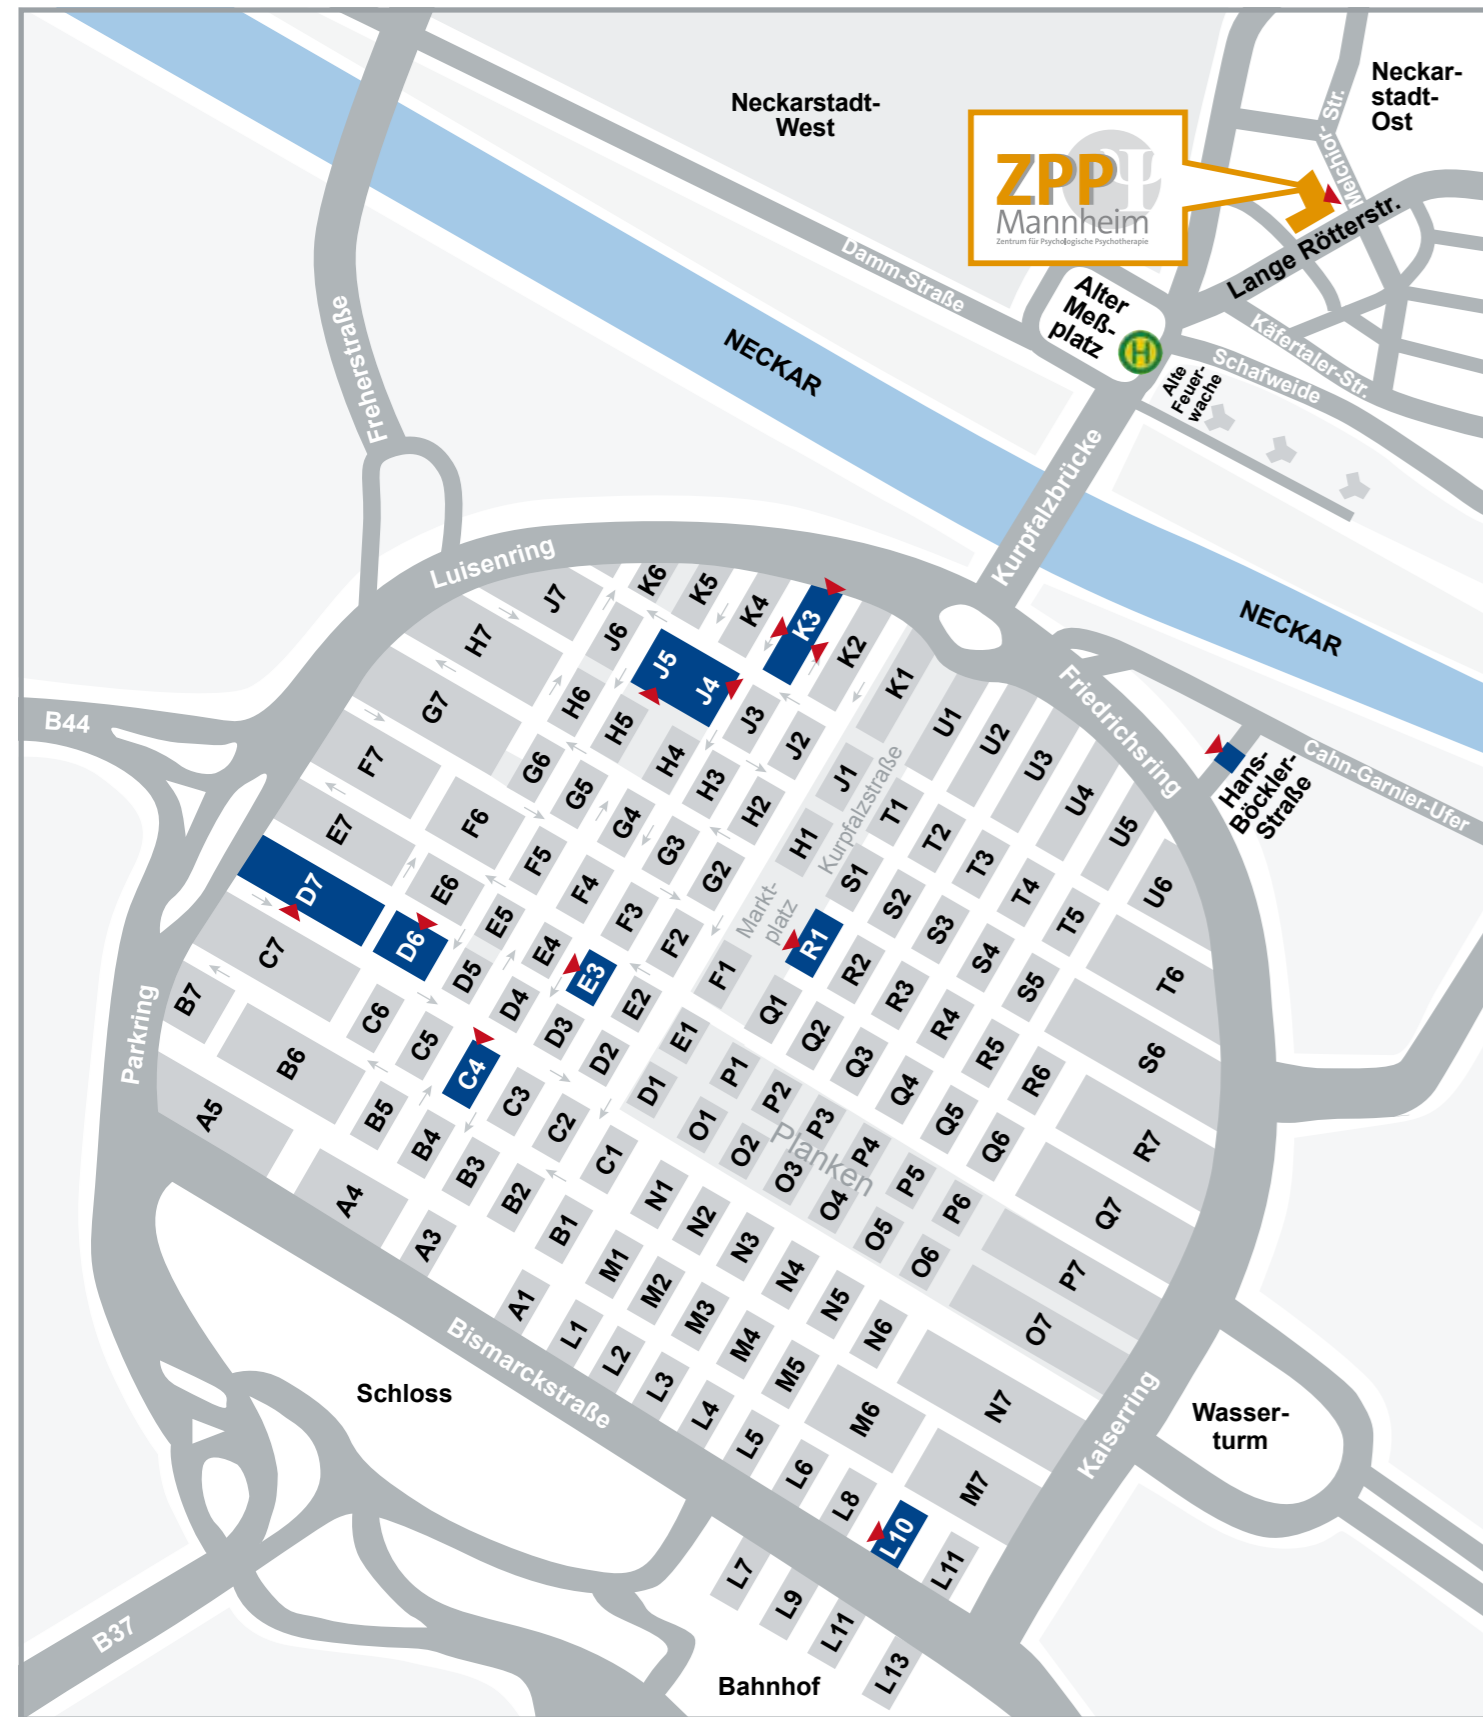 Neckarstadt-
West
Neckar-
stadt-
Ost
ZPP
Ψ
Mannheim
Zentrum für Psychologische Psychotherapie
Melchior-Str.
Lange Rötterstr.
Damm-Straße
Alter
Meß-
platz
H
Käfertaler-Str.
Schafweide
Alte
Feuer-
wache
Freherstraße
NECKAR
Kurpfalzbrücke
NECKAR
Luisenring
Friedrichsring
Cahn-Garnier-Ufer
Hans-
Böckler-
Straße
B44
Parkring
Kurpfalzstraße
Markt-
platz
Planken
K6
K5
K4
K3
K2
K1
J7
J6
J5
J4
J3
J2
J1
H7
H6
H5
H4
H3
H2
H1
G7
G6
G5
G4
G3
G2
F7
F6
F5
F4
F3
F2
F1
E7
E6
E5
E4
E3
E2
E1
D7
D6
D5
D4
D3
D2
D1
C7
C6
C5
C4
C3
C2
C1
B7
B6
B5
B4
B3
B2
B1
A5
A4
A3
A1
U1
U2
U3
U4
U5
U6
T1
T2
T3
T4
T5
T6
S1
S2
S3
S4
S5
S6
R1
R2
R3
R4
R5
R6
R7
Q1
Q2
Q3
Q4
Q5
Q6
Q7
P1
P2
P3
P4
P5
P6
P7
O1
O2
O3
O4
O5
O6
O7
N1
N2
N3
N4
N5
N6
N7
M1
M2
M3
M4
M5
M6
M7
L1
L2
L3
L4
L5
L6
L8
L10
L11
L7
L9
L11
L13
Bismarckstraße
Schloss
Kaiserring
Wasser-
turm
B37
Bahnhof